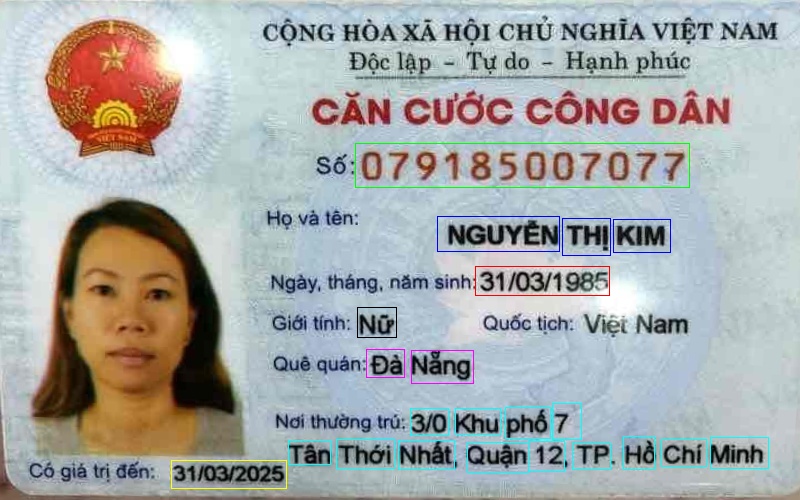 CỘNG HÒA XÃ HỘI CHỦ NGHĨA VIỆT NAM
Độc lập - Tự do - Hạnh phúc
CĂN CƯỚC CÔNG DÂN
Số: 079185007077
Họ và tên: NGUYỄN THỊ KIM
Ngày, tháng, năm sinh: 31/03/1985
Giới tính: Nữ Quốc tịch: Việt Nam
Quê quán: Đà Nẵng
Nơi thường trú: 3/0 Khu phố 7
Tân Thới Nhất, Quận 12, TP. Hồ Chí Minh
Có giá trị đến: 31/03/2025
VIỆT NAM